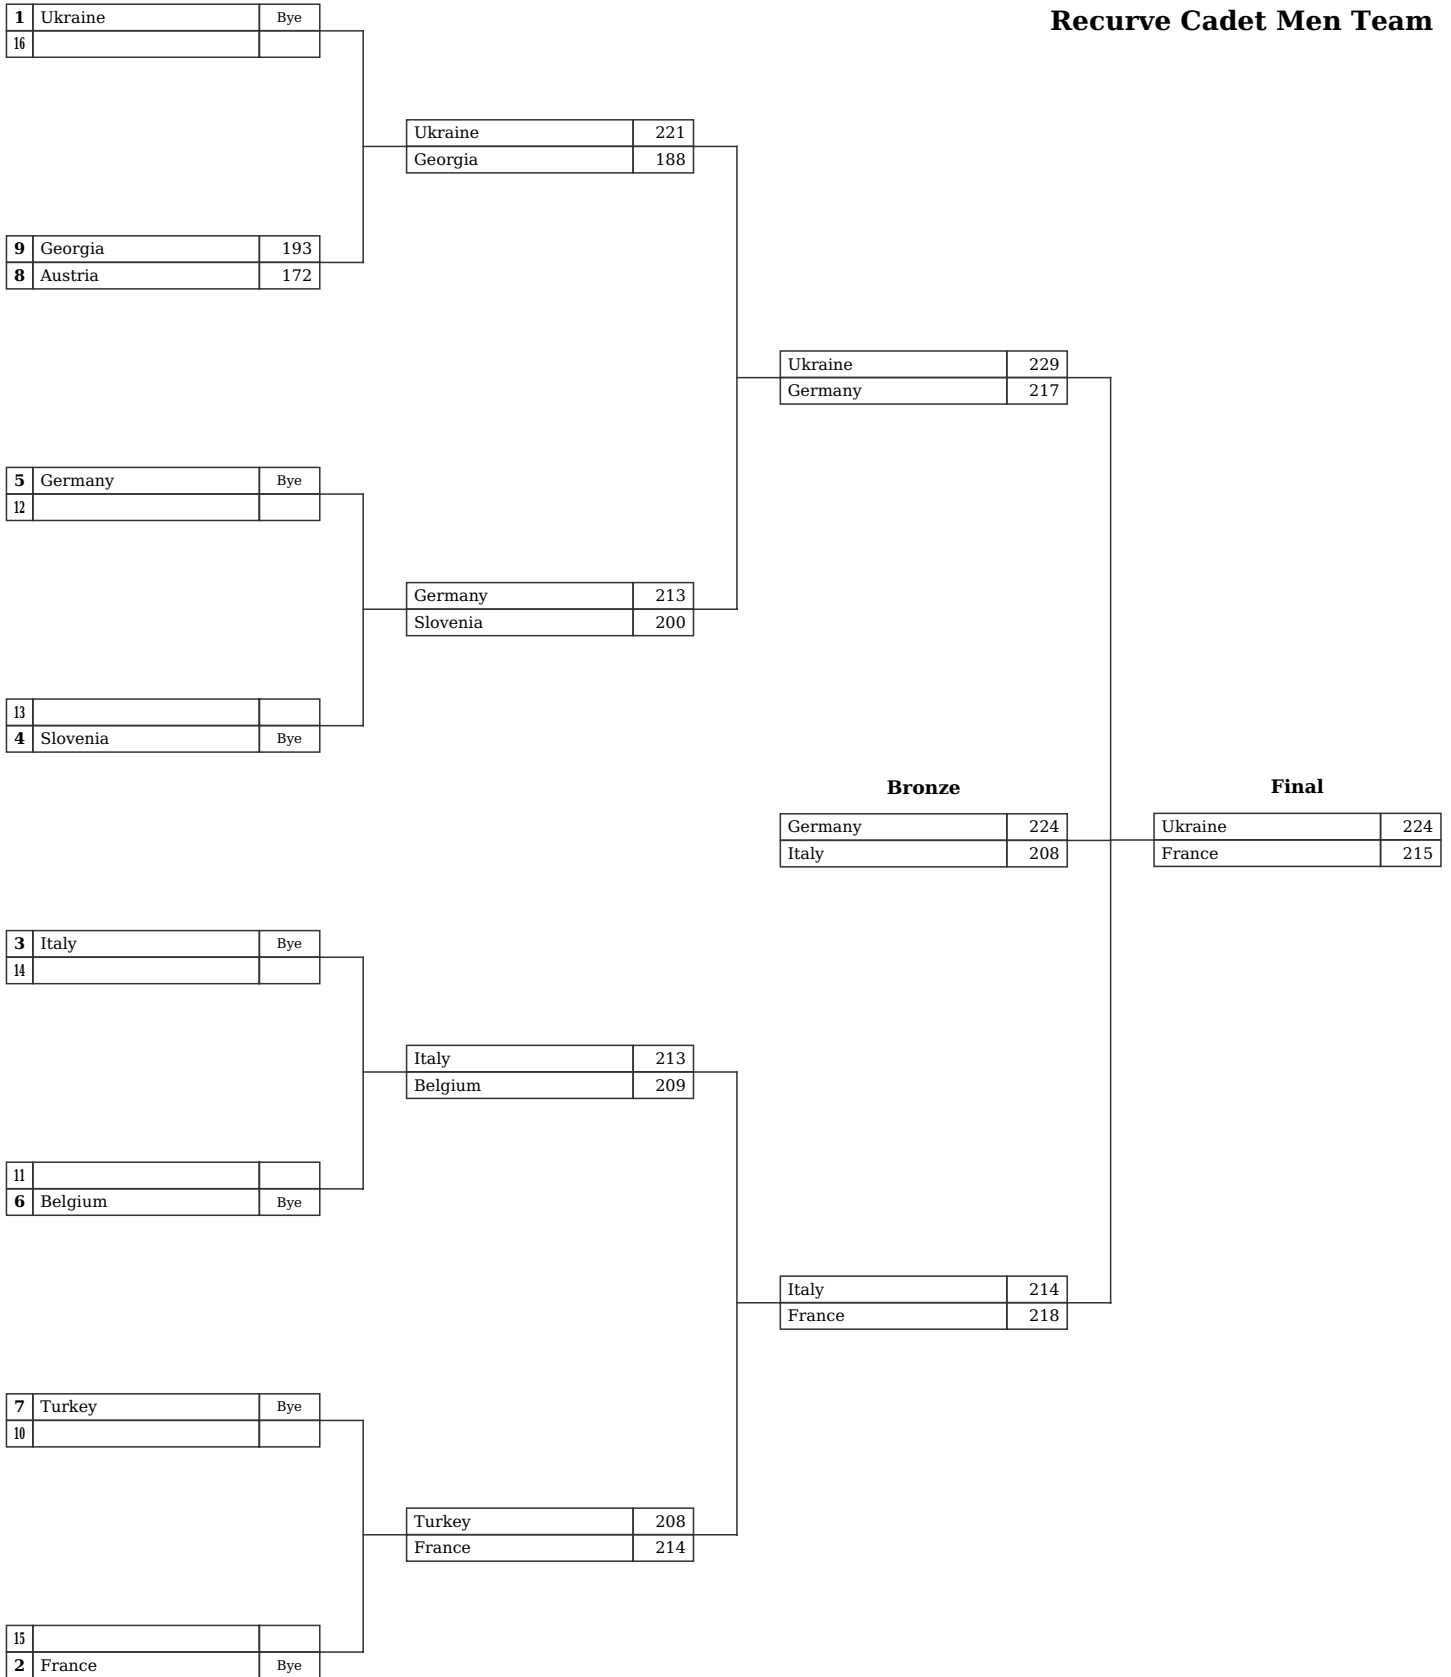 Recurve Cadet Men Team
1 Ukraine Bye
16
Ukraine 221
Georgia 188
9 Georgia 193
8 Austria 172
Ukraine 229
Germany 217
5 Germany Bye
12
Germany 213
Slovenia 200
13
4 Slovenia Bye
Bronze
Final
Germany 224
Italy 208
Ukraine 224
France 215
3 Italy Bye
14
Italy 213
Belgium 209
11
6 Belgium Bye
Italy 214
France 218
7 Turkey Bye
10
Turkey 208
France 214
15
2 France Bye